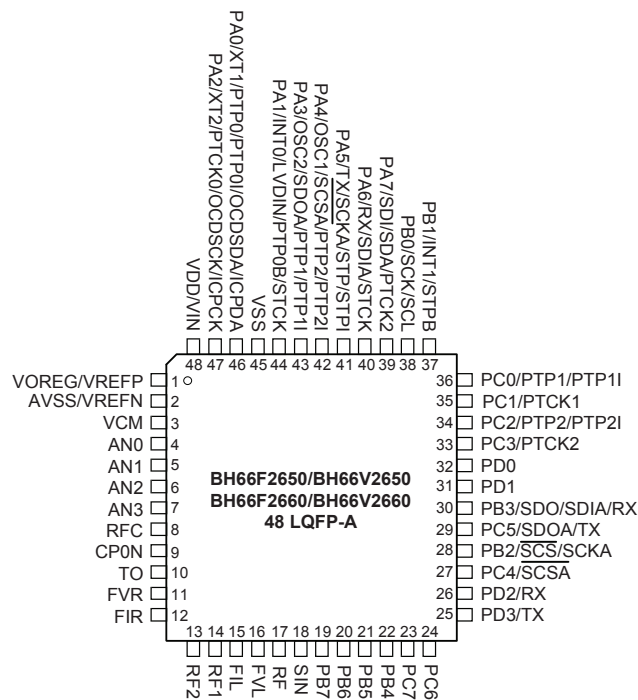 VDD/VIN
PA2/XT2/PTCK0/OCDSCK/ICPCK
PA0/XT1/PTP0/PTP0I/OCDSDA/ICPDA
VSS
PA1/INT0/LVDIN/PTP0B/STCK
PA3/OSC2/SDOA/PTP1/PTP1I
PA4/OSC1/SCSA/PTP2/PTP2I
PA5/TX/SCKA/STP/STPI
PA6/RX/SDIA/STCK
PA7/SDI/SDA/PTCK2
PB0/SCK/SCL
PB1/INT1/STPB
48 47 46 45 44 43 42 41 40 39 38 37
VOREG/VREFP 1
AVSS/VREFN 2
VCM 3
AN0 4
AN1 5
AN2 6
AN3 7
RFC 8
CP0N 9
TO 10
FVR 11
FIR 12
BH66F2650/BH66V2650
BH66F2660/BH66V2660
48 LQFP-A
36 PC0/PTP1/PTP1I
35 PC1/PTCK1
34 PC2/PTP2/PTP2I
33 PC3/PTCK2
32 PD0
31 PD1
30 PB3/SDO/SDIA/RX
29 PC5/SDOA/TX
28 PB2/SCS/SCKA
27 PC4/SCSA
26 PD2/RX
25 PD3/TX
13 14 15 16 17 18 19 20 21 22 23 24
RF2
RF1
FIL
FVL
RF
SIN
PB7
PB6
PB5
PB4
PC7
PC6